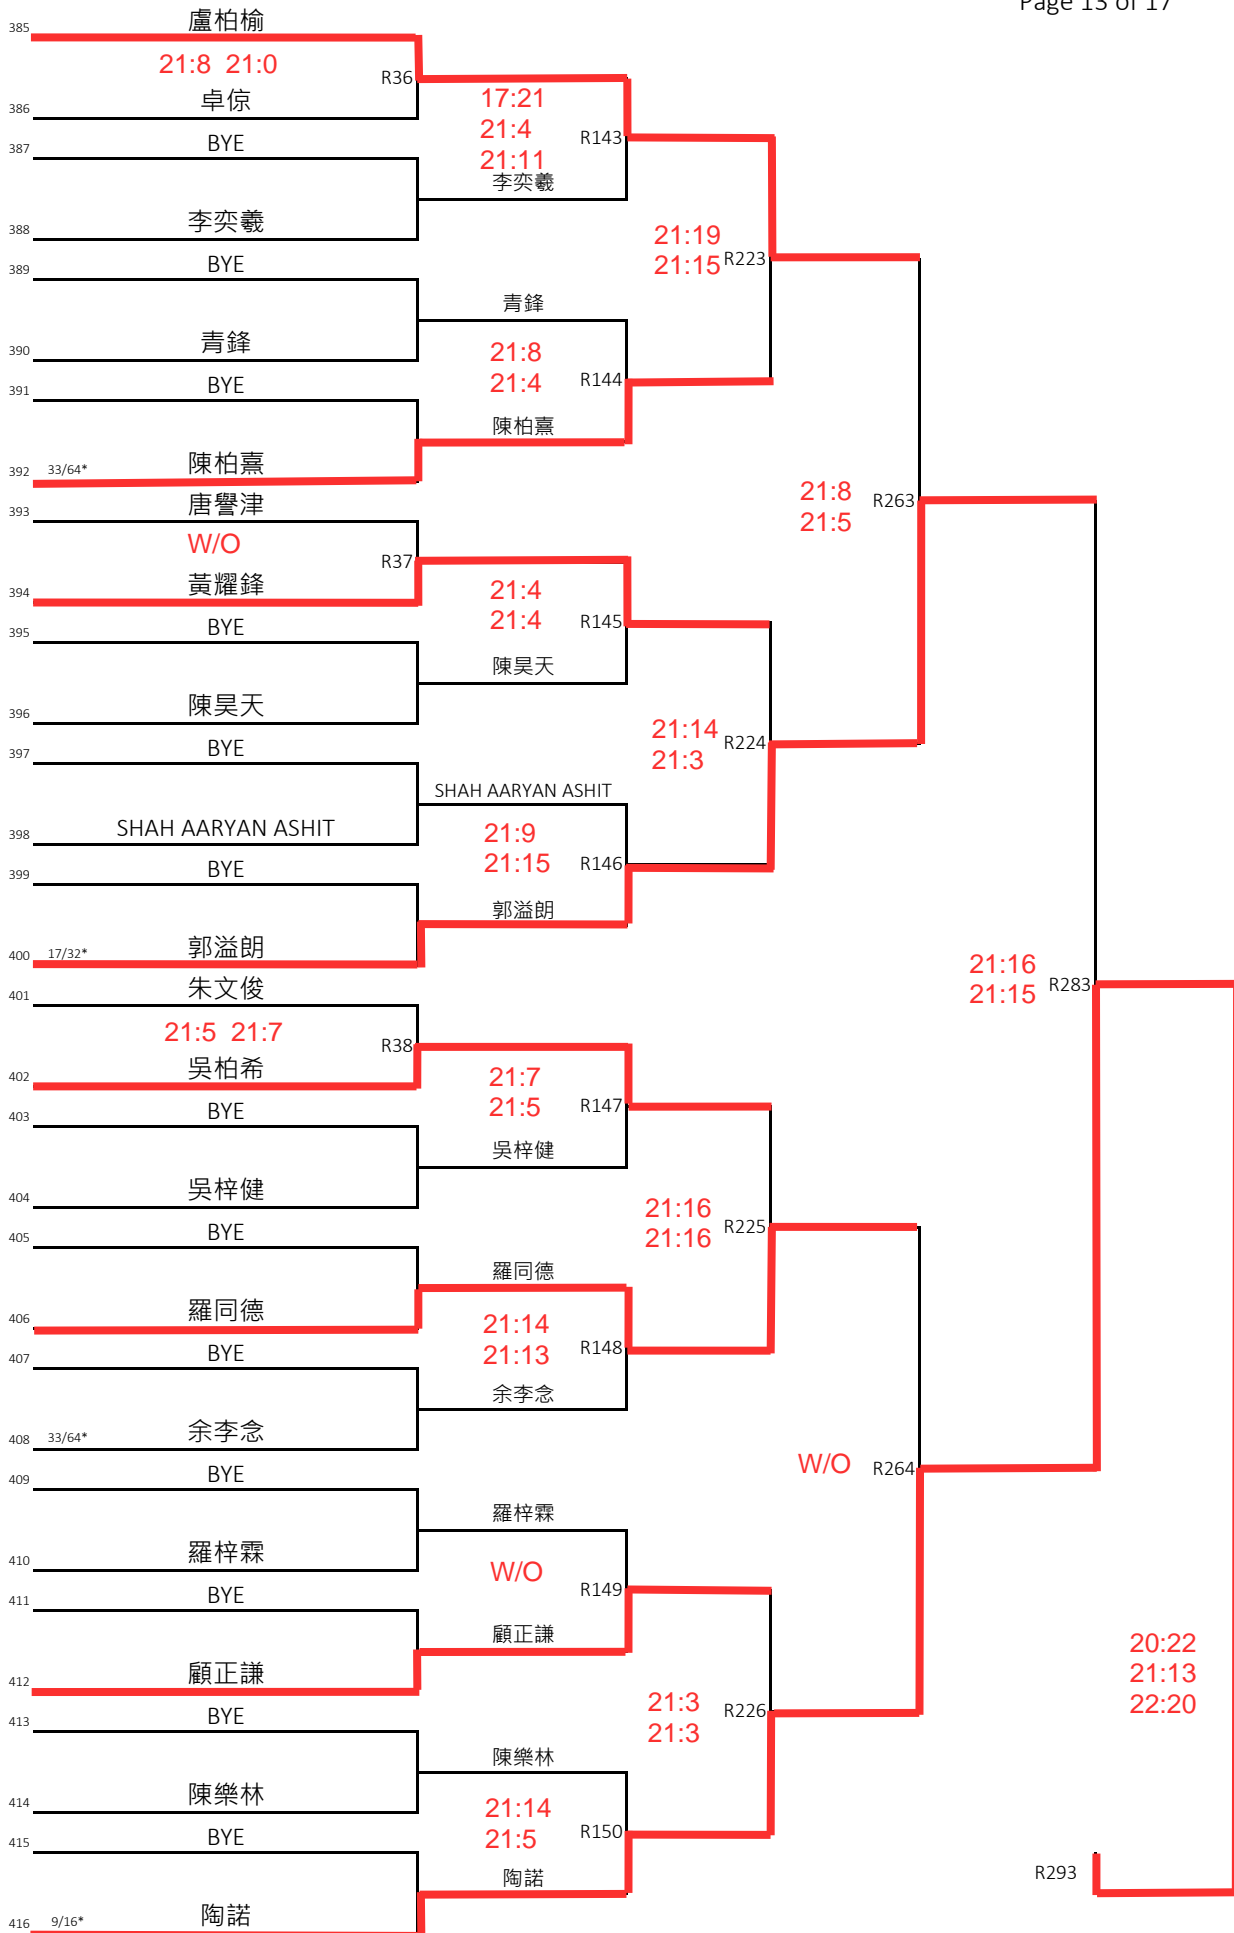 Page 13 of 17
385 盧柏榆
21:8 21:0
R36
386 卓倞
17:21
21:4
21:11
R143
387 BYE
李奕羲
388 李奕羲
21:19
21:15
R223
389 BYE
青鋒
390 青鋒
21:8
21:4
R144
391 BYE
陳柏熹
392 33/64* 陳柏熹
21:8
21:5
R263
393 唐譽津
W/O
R37
394 黃耀鋒
21:4
21:4
R145
395 BYE
陳昊天
396 陳昊天
21:14
21:3
R224
397 BYE
SHAH AARYAN ASHIT
398 SHAH AARYAN ASHIT
21:9
21:15
R146
399 BYE
郭溢朗
400 17/32* 郭溢朗
21:16
21:15
R283
401 朱文俊
21:5 21:7
R38
402 吳柏希
21:7
21:5
R147
403 BYE
吳梓健
404 吳梓健
21:16
21:16
R225
405 BYE
羅同德
406 羅同德
21:14
21:13
R148
407 BYE
余李念
408 33/64* 余李念
W/O
R264
409 BYE
羅梓霖
410 羅梓霖
W/O
R149
411 BYE
顧正謙
412 顧正謙
21:3
21:3
R226
20:22
21:13
22:20
413 BYE
陳樂林
414 陳樂林
21:14
21:5
R150
415 BYE
陶諾
R293
416 9/16* 陶諾